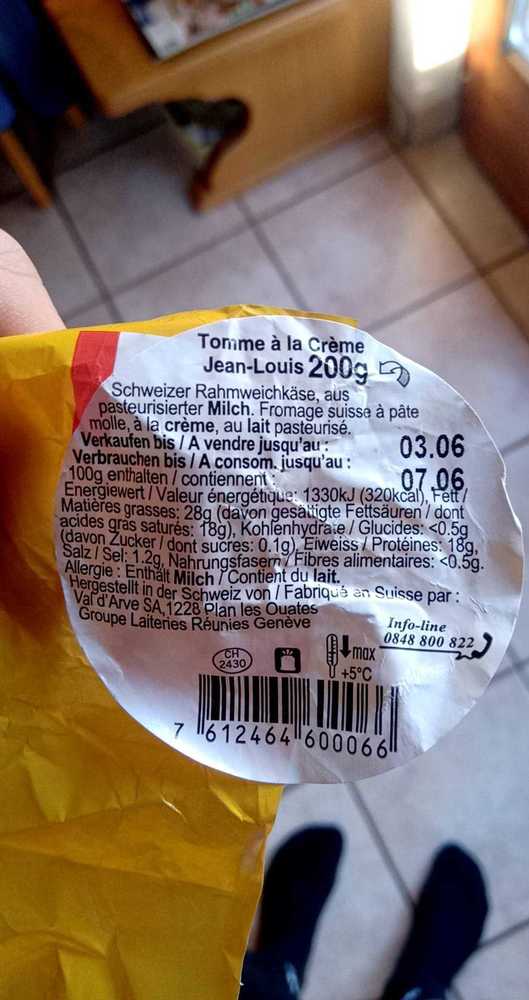 Tomme à la Crème
Jean-Louis 200g
Schweizer Rahmweichkäse, aus
pasteurisierter Milch. Fromage suisse à pâte
molle, à la crème, au lait pasteurisé.
Verkaufen bis / A vendre jusqu'au : 03.06
Verbrauchen bis / A consom. jusqu'au : 07.06
100g enthalten / contiennent :
Energiewert / Valeur énergétique: 1330kJ (320kcal), Fett /
Matières grasses: 28g (davon gesättigte Fettsäuren / dont
acides gras saturés: 18g), Kohlenhydrate / Glucides: <0.5g
(davon Zucker / dont sucres: 0.1g), Eiweiss / Protéines: 18g,
Salz / Sel: 1.2g, Nahrungsfasern / Fibres alimentaires: <0.5g.
Allergie : Enthält Milch / Contient du lait.
Hergestellt in der Schweiz von / Fabriqué en Suisse par :
Val d'Arve SA, 1228 Plan les Ouates
Groupe Laiteries Réunies Genève
Info-line
0848 800 822
CH
2430
max
+5°C
7 612464 600066